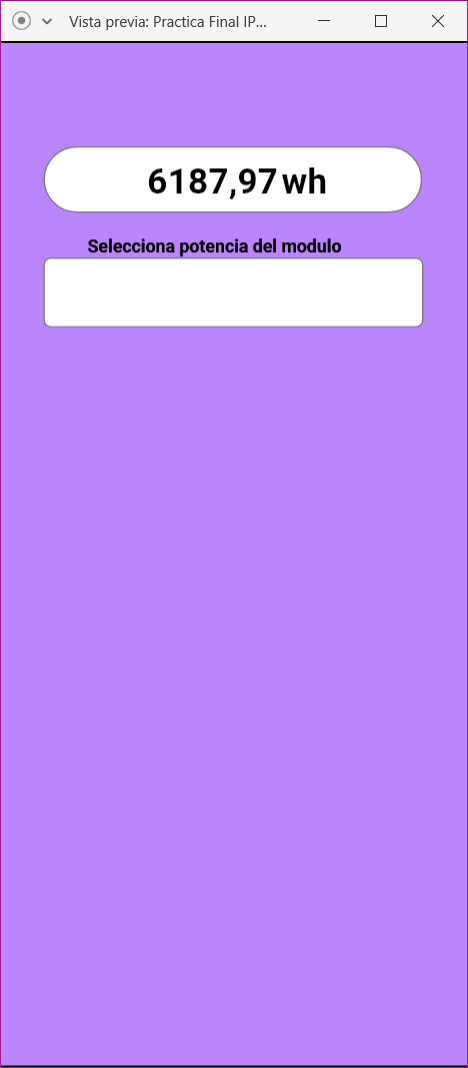 Vista previa: Practica Final IP...
6187,97 wh
Selecciona potencia del modulo